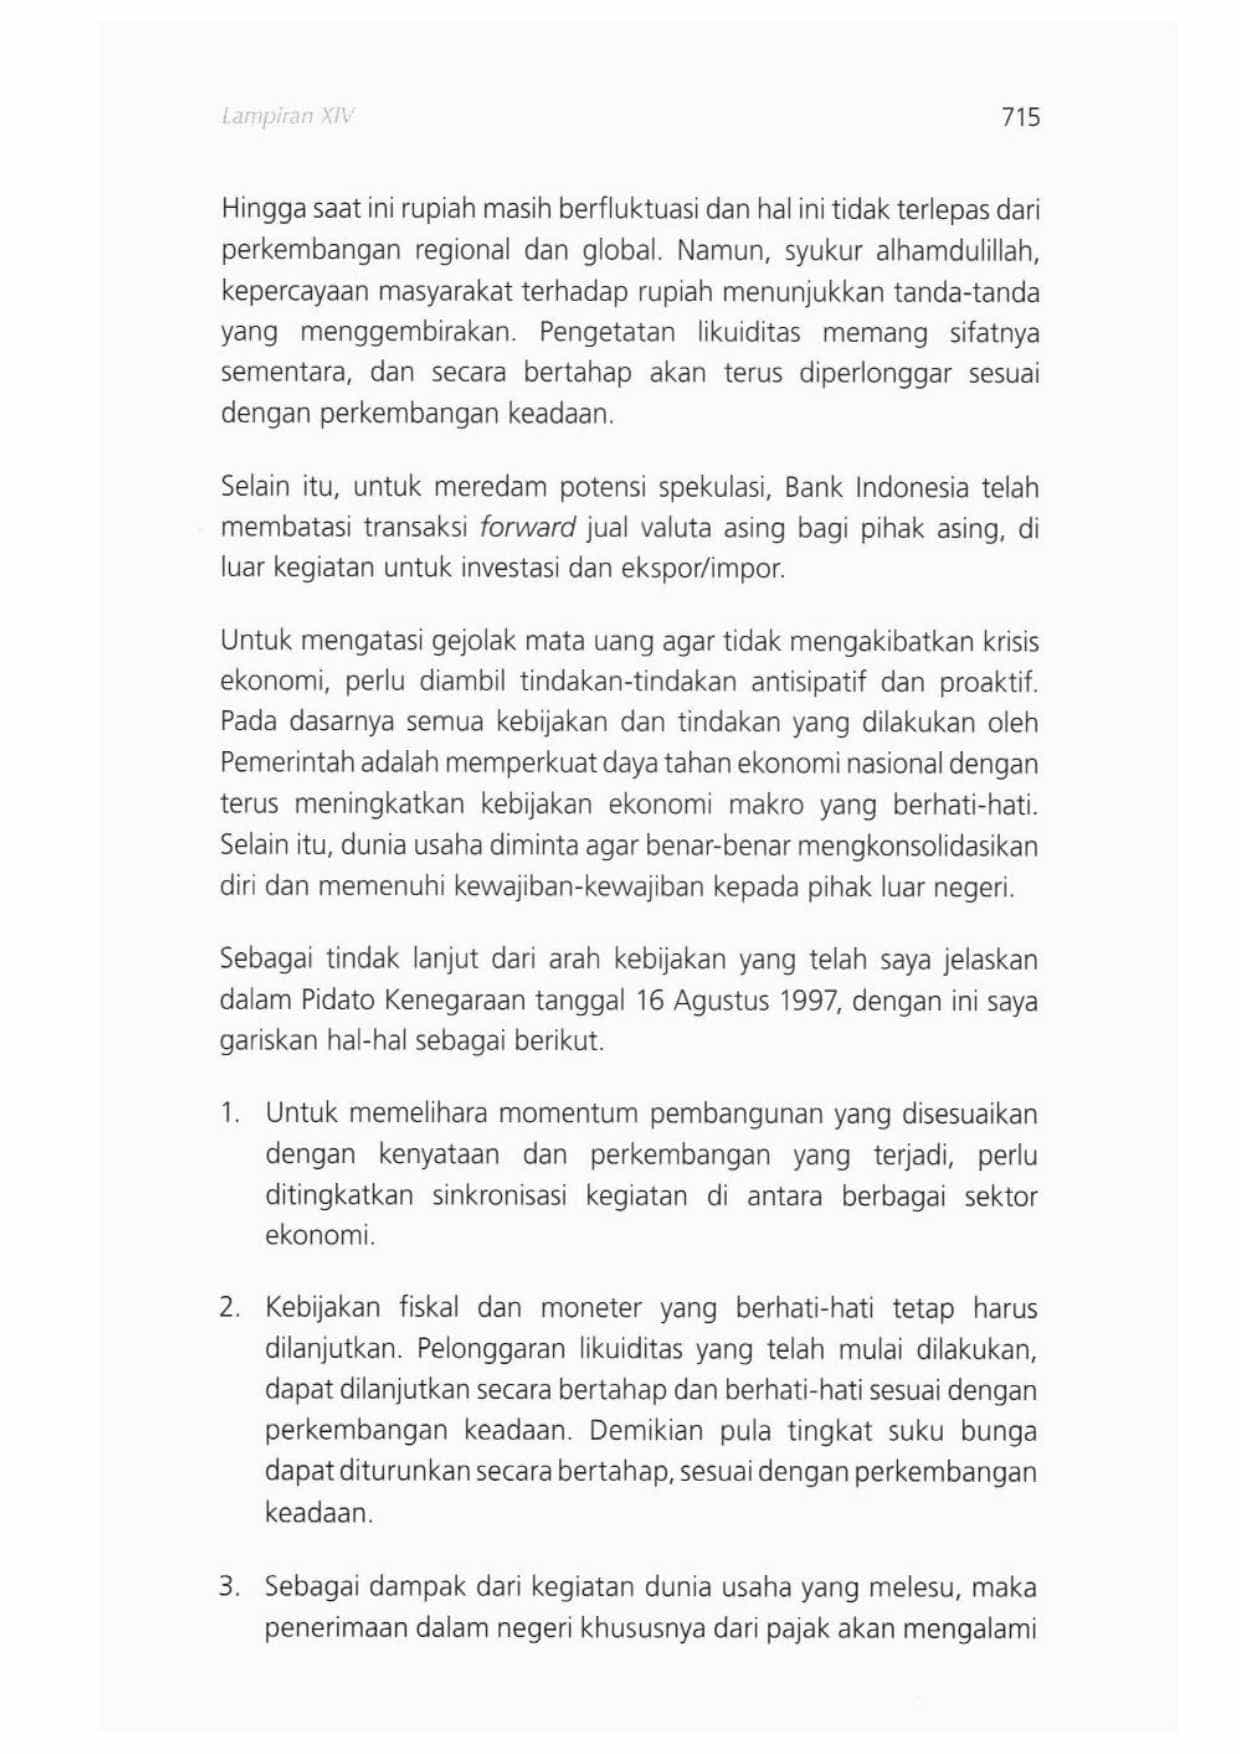 Lampiran XIV 715
Hingga saat ini rupiah masih berfluktuasi dan hal ini tidak terlepas dari
perkembangan regional dan global. Namun, syukur alhamdulillah,
kepercayaan masyarakat terhadap rupiah menunjukkan tanda-tanda
yang menggembirakan. Pengetatan likuiditas memang sifatnya
sementara, dan secara bertahap akan terus diperlonggar sesuai
dengan perkembangan keadaan.
Selain itu, untuk meredam potensi spekulasi, Bank Indonesia telah
membatasi transaksi forward jual valuta asing bagi pihak asing, di
luar kegiatan untuk investasi dan ekspor/impor.
Untuk mengatasi gejolak mata uang agar tidak mengakibatkan krisis
ekonomi, perlu diambil tindakan-tindakan antisipatif dan proaktif.
Pada dasarnya semua kebijakan dan tindakan yang dilakukan oleh
Pemerintah adalah memperkuat daya tahan ekonomi nasional dengan
terus meningkatkan kebijakan ekonomi makro yang berhati-hati.
Selain itu, dunia usaha diminta agar benar-benar mengkonsolidasikan
diri dan memenuhi kewajiban-kewajiban kepada pihak luar negeri.
Sebagai tindak lanjut dari arah kebijakan yang telah saya jelaskan
dalam Pidato Kenegaraan tanggal 16 Agustus 1997, dengan ini saya
gariskan hal-hal sebagai berikut.
1. Untuk memelihara momentum pembangunan yang disesuaikan
dengan kenyataan dan perkembangan yang terjadi, perlu
ditingkatkan sinkronisasi kegiatan di antara berbagai sektor
ekonomi.
2. Kebijakan fiskal dan moneter yang berhati-hati tetap harus
dilanjutkan. Pelonggaran likuiditas yang telah mulai dilakukan,
dapat dilanjutkan secara bertahap dan berhati-hati sesuai dengan
perkembangan keadaan. Demikian pula tingkat suku bunga
dapat diturunkan secara bertahap, sesuai dengan perkembangan
keadaan.
3. Sebagai dampak dari kegiatan dunia usaha yang melesu, maka
penerimaan dalam negeri khususnya dari pajak akan mengalami